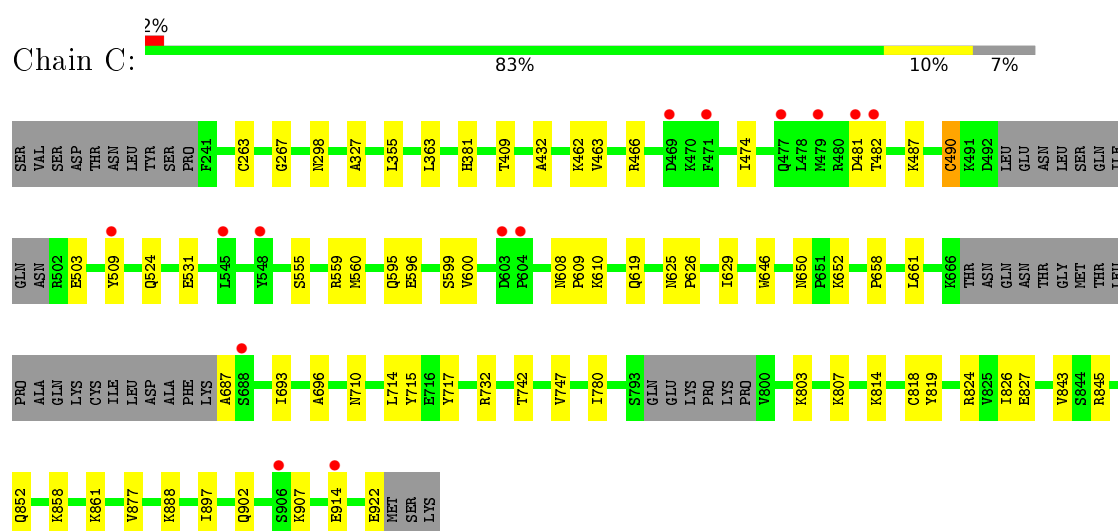 2%
Chain C:
83% 10% 7%
SER VAL SER ASP THR ASN LEU TYR SER PRO F241 C263 G267 N298 A327 L355 L363 H381 T409 A432 K462 V463 R466 D469 K470 F471 I474 Q477 L478 M479 R480 D481 T482 K487 C490 K491 D492 LEU GLU ASN LEU SER GLN ILE
GLN ASN R502 E503 Y509 Q524 E531 L545 Y548 S555 R559 M560 Q595 E596 S599 V600 D603 P604 N608 P609 K610 Q619 N625 P626 I629 W646 N650 P651 K652 P658 L661 K666 THR ASN GLN ASN THR GLY MET THR LEU
PRO ALA GLN LYS CYS ILE LEU ASP ALA PHE LYS A687 S688 I693 A696 N710 L714 Y715 E716 Y717 R732 T742 V747 I780 S793 GLN GLU LYS PRO LYS PRO V800 K803 K807 K814 C818 Y819 R824 V825 I826 E827 V843 S844 R845
Q852 K858 K861 V877 K888 I897 Q902 S906 K907 E914 E922 MET SER LYS